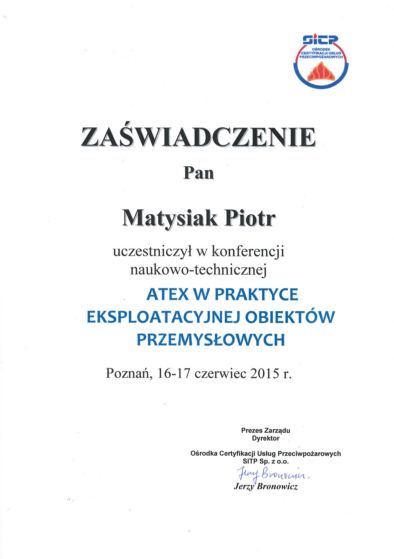 SITP
OŚRODEK
CERTYFIKACJI USŁUG
PRZECIWPOŻAROWYCH
ZAŚWIADCZENIE
Pan
Matysiak Piotr
uczestniczył w konferencji
naukowo-technicznej
ATEX W PRAKTYCE
EKSPLOATACYJNEJ OBIEKTÓW
PRZEMYSŁOWYCH
Poznań, 16-17 czerwiec 2015 r.
Prezes Zarządu
Dyrektor
Ośrodka Certyfikacji Usług Przeciwpożarowych
SITP Sp. z o.o.
Jerzy Bronowicz
Jerzy Bronowicz